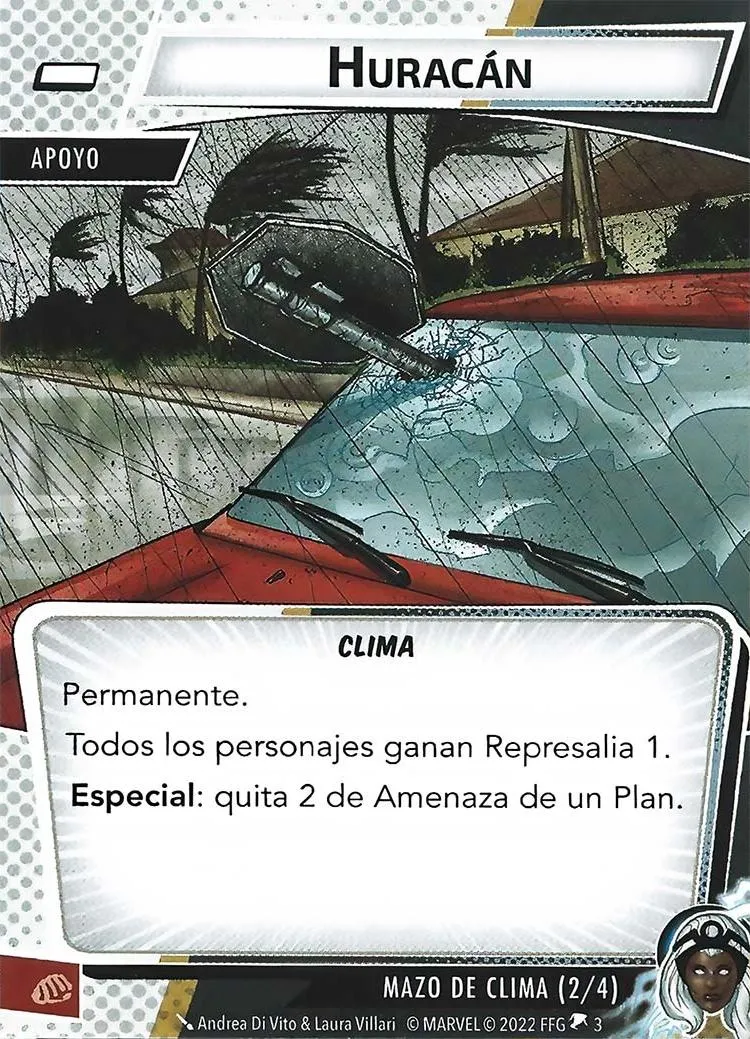 HURACÁN
APOYO
CLIMA
Permanente.
Todos los personajes ganan Represalia 1.
Especial: quita 2 de Amenaza de un Plan.
MAZO DE CLIMA (2/4)
Andrea Di Vito & Laura Villari © MARVEL © 2022 FFG 3